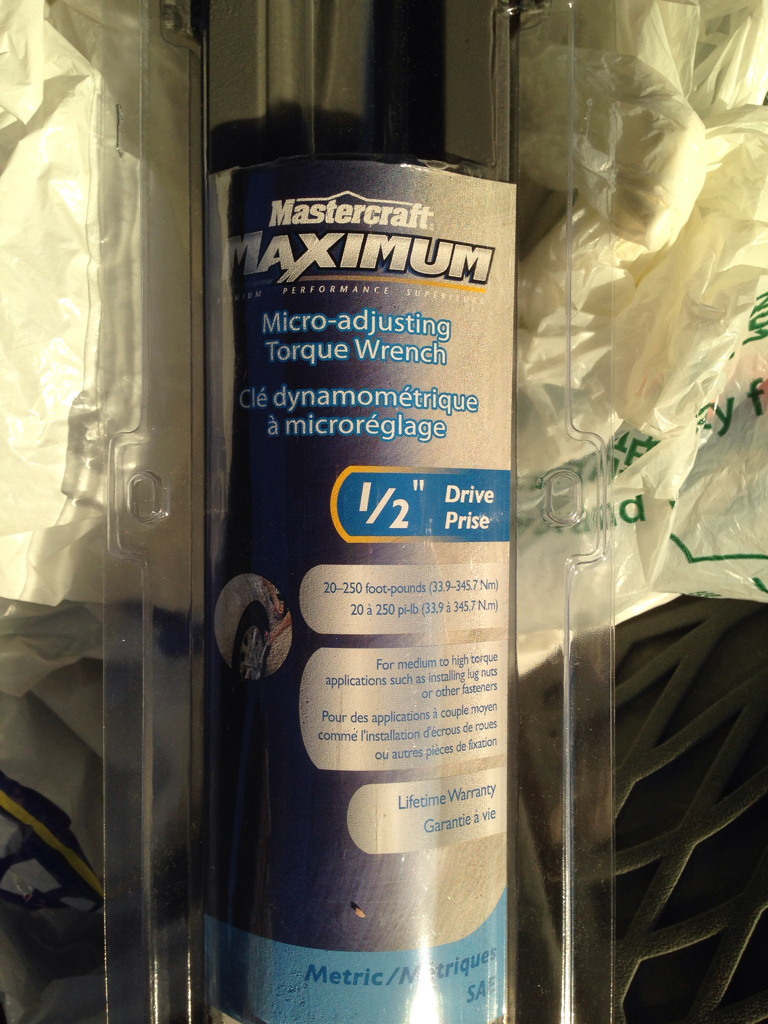 Mastercraft
MAXIMUM
PREMIUM PERFORMANCE SUPÉRIEURE
Micro-adjusting
Torque Wrench
Clé dynamométrique
à microréglage
1/2" Drive
Prise
20–250 foot-pounds (33.9–345.7 Nm)
20 à 250 pi-lb (33,9 à 345.7 N.m)
For medium to high torque
applications such as installing lug nuts
or other fasteners
Pour des applications à couple moyen
comme l'installation d'écrous de roues
ou autres pièces de fixation
Lifetime Warranty
Garantie à vie
Metric/Métriques
SAE